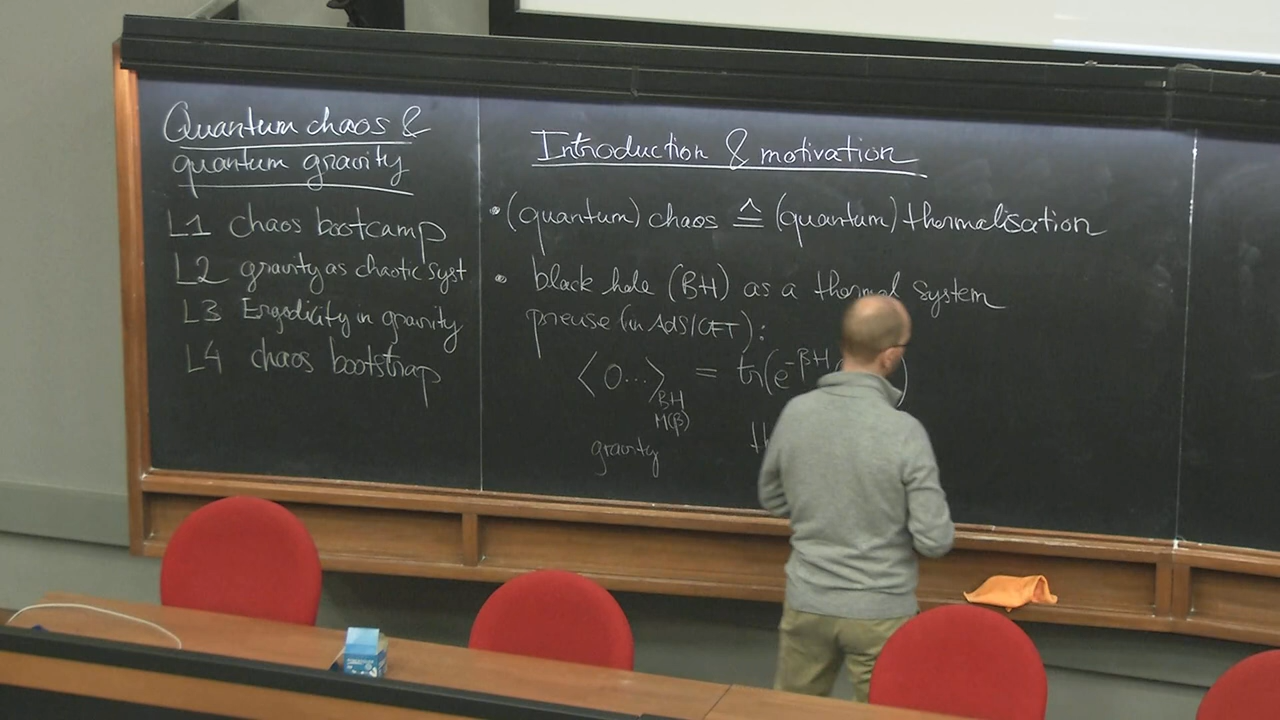 Quantum chaos &
quantum gravity
L1 chaos bootcamp
L2 gravity as chaotic syst
L3 Ergodicity in gravity
L4 chaos bootstrap
Introduction & motivation
• (quantum) chaos ≙ (quantum) thermalisation
• black hole (BH) as a thermal system
precise (in AdS/CFT):
⟨O...⟩ BH M(β) = tr(e^-βH
gravity